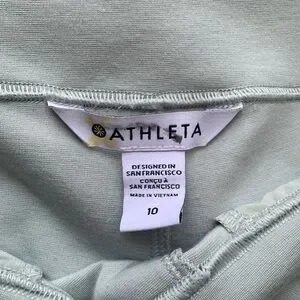 ATHLETA
DESIGNED IN
SAN FRANCISCO
CONÇU À
SAN FRANCISCO
MADE IN VIETNAM
10